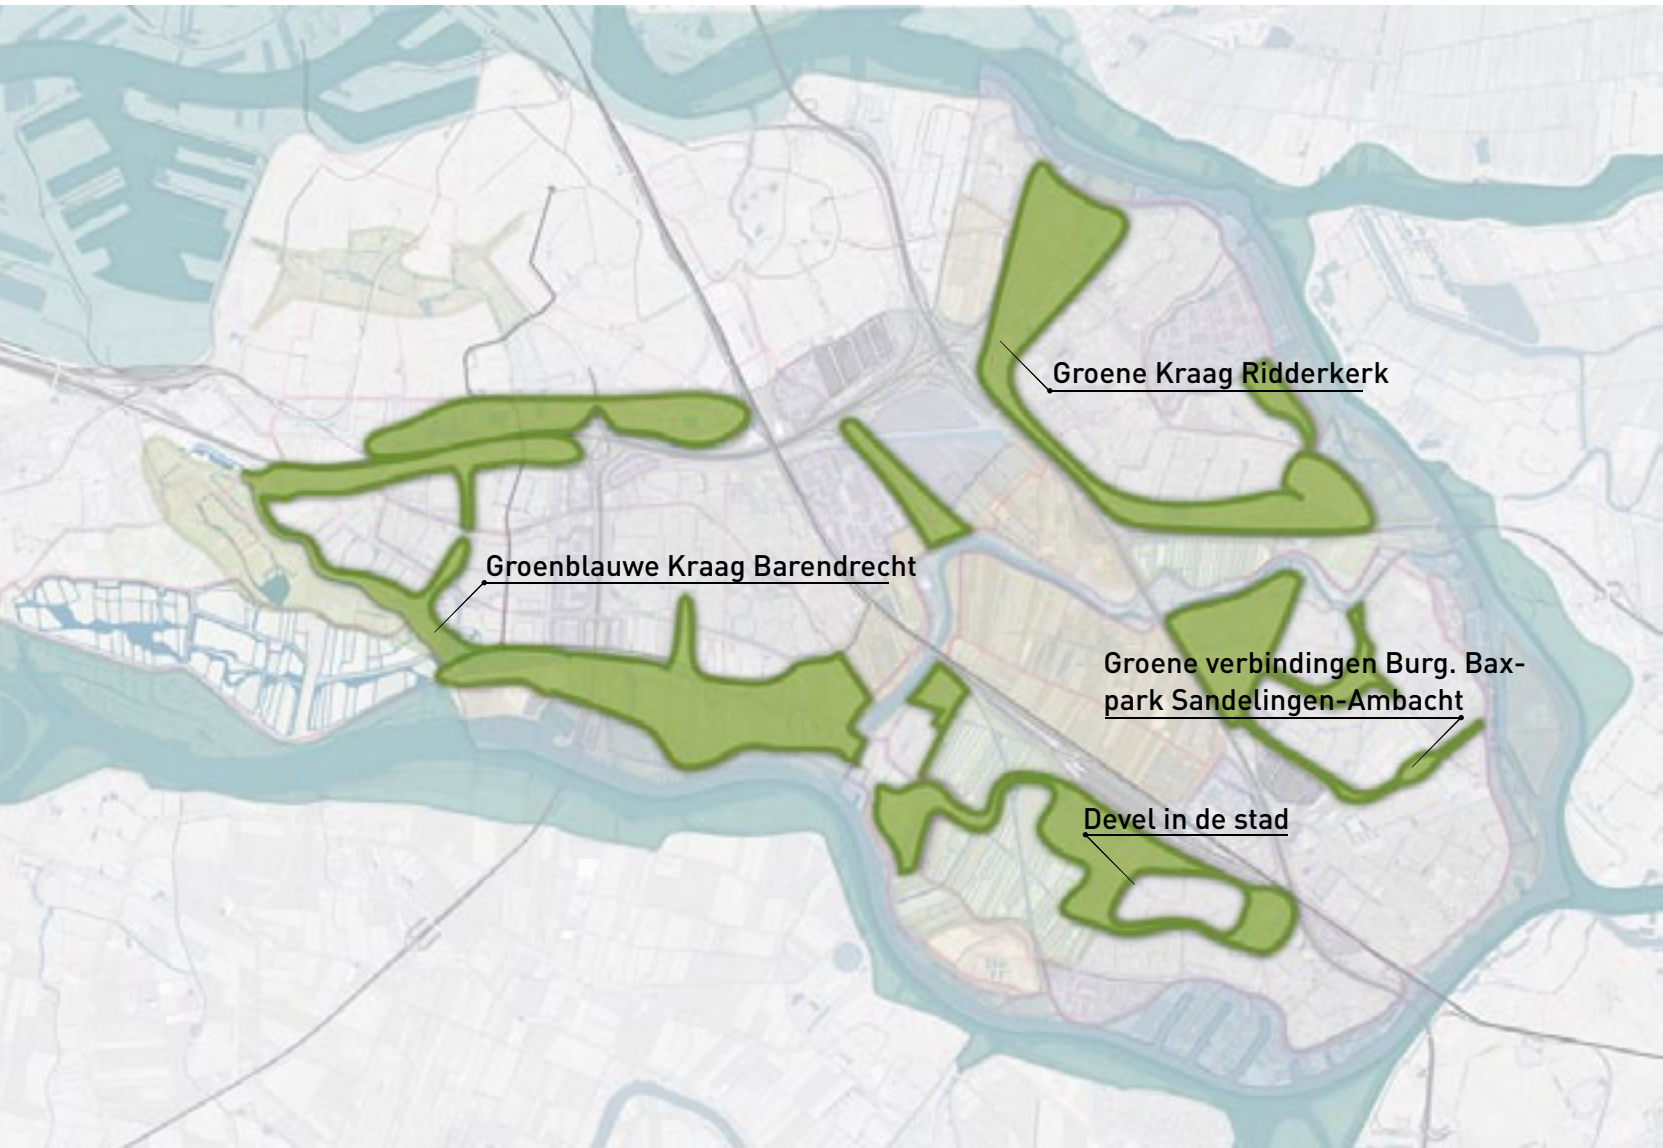 Groene Kraag Ridderkerk
Groenblauwe Kraag Barendrecht
Groene verbindingen Burg. Bax-
park Sandelingen-Ambacht
Devel in de stad